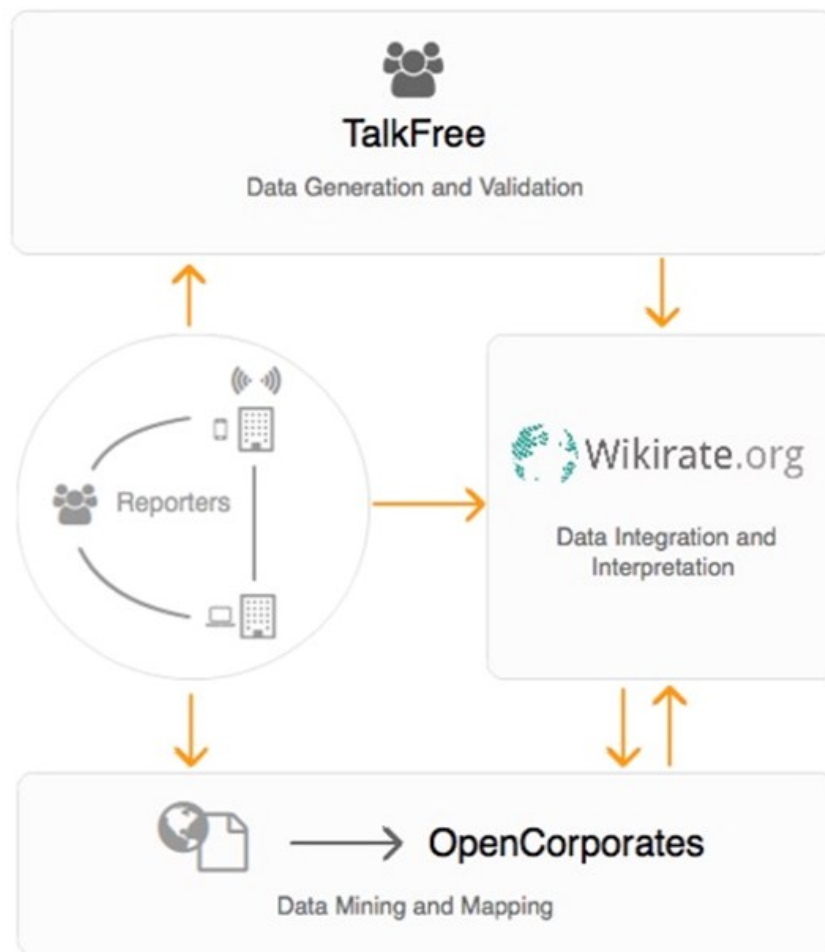 TalkFree
Data Generation and Validation
Reporters
Wikirate.org
Data Integration and
Interpretation
OpenCorporates
Data Mining and Mapping